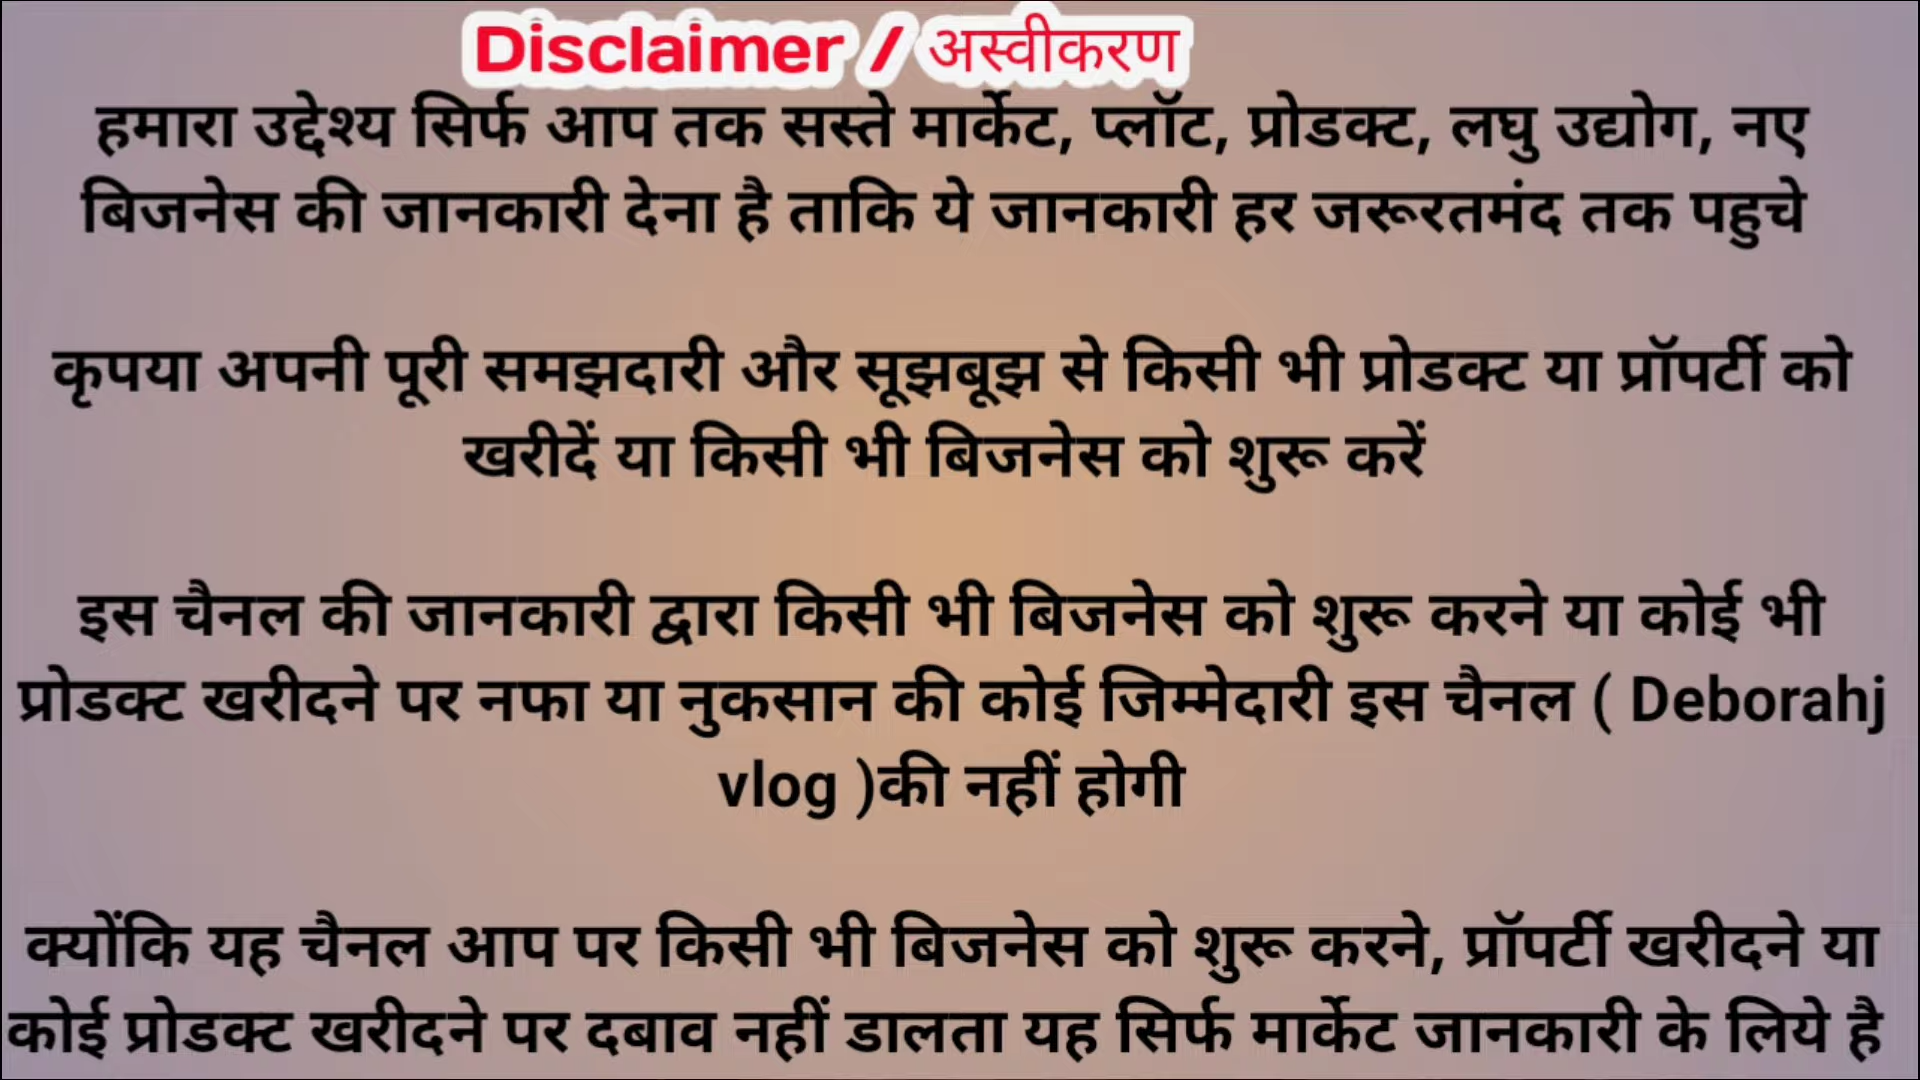 Disclaimer / अस्वीकरण
हमारा उद्देश्य सिर्फ आप तक सस्ते मार्केट, प्लॉट, प्रोडक्ट, लघु उद्योग, नए
बिजनेस की जानकारी देना है ताकि ये जानकारी हर जरूरतमंद तक पहुचे
कृपया अपनी पूरी समझदारी और सूझबूझ से किसी भी प्रोडक्ट या प्रॉपर्टी को
खरीदें या किसी भी बिजनेस को शुरू करें
इस चैनल की जानकारी द्वारा किसी भी बिजनेस को शुरू करने या कोई भी
प्रोडक्ट खरीदने पर नफा या नुकसान की कोई जिम्मेदारी इस चैनल ( Deborahj
vlog )की नहीं होगी
क्योंकि यह चैनल आप पर किसी भी बिजनेस को शुरू करने, प्रॉपर्टी खरीदने या
कोई प्रोडक्ट खरीदने पर दबाव नहीं डालता यह सिर्फ मार्केट जानकारी के लिये है